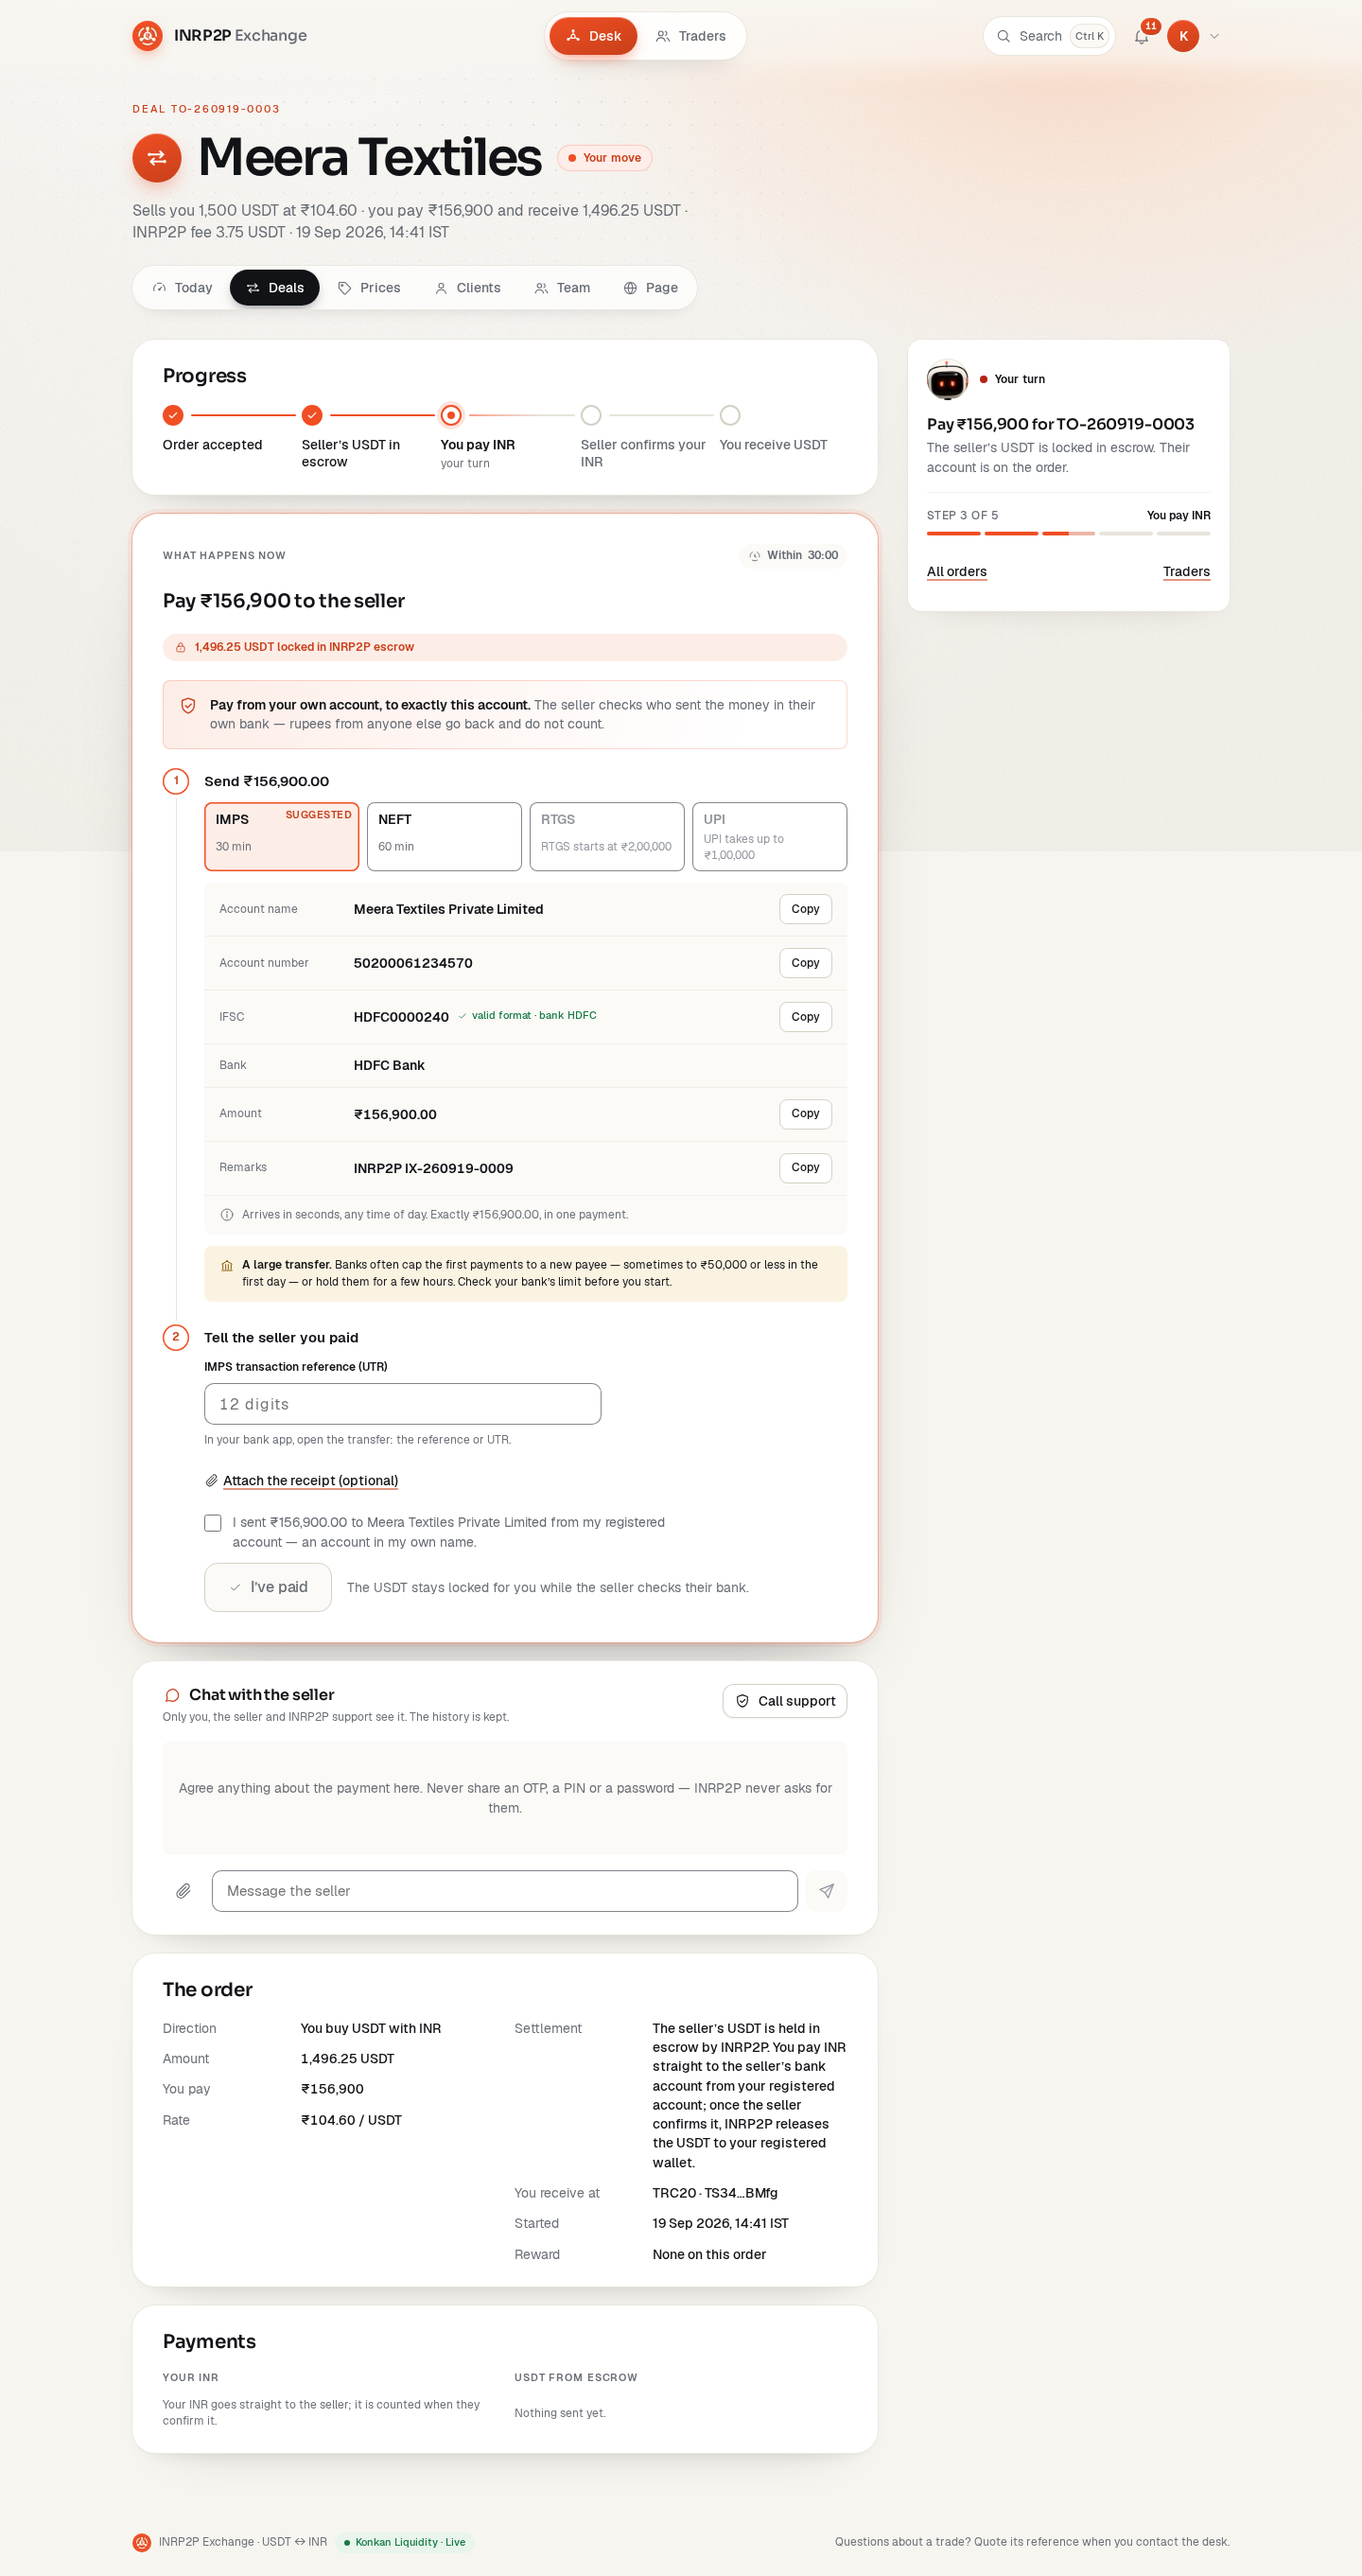 INRP2P Exchange
Desk
Traders
Search
Ctrl K
11
K
DEAL TO-260919-0003
Meera Textiles
Your move
Sells you 1,500 USDT at ₹104.60 · you pay ₹156,900 and receive 1,496.25 USDT ·
INRP2P fee 3.75 USDT · 19 Sep 2026, 14:41 IST
Today
Deals
Prices
Clients
Team
Page
Progress
Order accepted
Seller's USDT in
escrow
You pay INR
your turn
Seller confirms your
INR
You receive USDT
Your turn
Pay ₹156,900 for TO-260919-0003
The seller's USDT is locked in escrow. Their
account is on the order.
STEP 3 OF 5
You pay INR
All orders
Traders
WHAT HAPPENS NOW
Within 30:00
Pay ₹156,900 to the seller
1,496.25 USDT locked in INRP2P escrow
Pay from your own account, to exactly this account. The seller checks who sent the money in their
own bank — rupees from anyone else go back and do not count.
1
Send ₹156,900.00
IMPS
SUGGESTED
30 min
NEFT
60 min
RTGS
RTGS starts at ₹2,00,000
UPI
UPI takes up to
₹1,00,000
Account name
Meera Textiles Private Limited
Copy
Account number
50200061234570
Copy
IFSC
HDFC0000240
valid format · bank HDFC
Copy
Bank
HDFC Bank
Amount
₹156,900.00
Copy
Remarks
INRP2P IX-260919-0009
Copy
Arrives in seconds, any time of day. Exactly ₹156,900.00, in one payment.
A large transfer. Banks often cap the first payments to a new payee — sometimes to ₹50,000 or less in the
first day — or hold them for a few hours. Check your bank's limit before you start.
2
Tell the seller you paid
IMPS transaction reference (UTR)
12 digits
In your bank app, open the transfer: the reference or UTR.
Attach the receipt (optional)
I sent ₹156,900.00 to Meera Textiles Private Limited from my registered
account — an account in my own name.
I've paid
The USDT stays locked for you while the seller checks their bank.
Chat with the seller
Only you, the seller and INRP2P support see it. The history is kept.
Call support
Agree anything about the payment here. Never share an OTP, a PIN or a password — INRP2P never asks for
them.
Message the seller
The order
Direction
You buy USDT with INR
Amount
1,496.25 USDT
You pay
₹156,900
Rate
₹104.60 / USDT
Settlement
The seller's USDT is held in
escrow by INRP2P. You pay INR
straight to the seller's bank
account from your registered
account; once the seller
confirms it, INRP2P releases
the USDT to your registered
wallet.
You receive at
TRC20 · TS34…BMfg
Started
19 Sep 2026, 14:41 IST
Reward
None on this order
Payments
YOUR INR
Your INR goes straight to the seller; it is counted when they
confirm it.
USDT FROM ESCROW
Nothing sent yet.
INRP2P Exchange · USDT ↔ INR
Konkan Liquidity · Live
Questions about a trade? Quote its reference when you contact the desk.